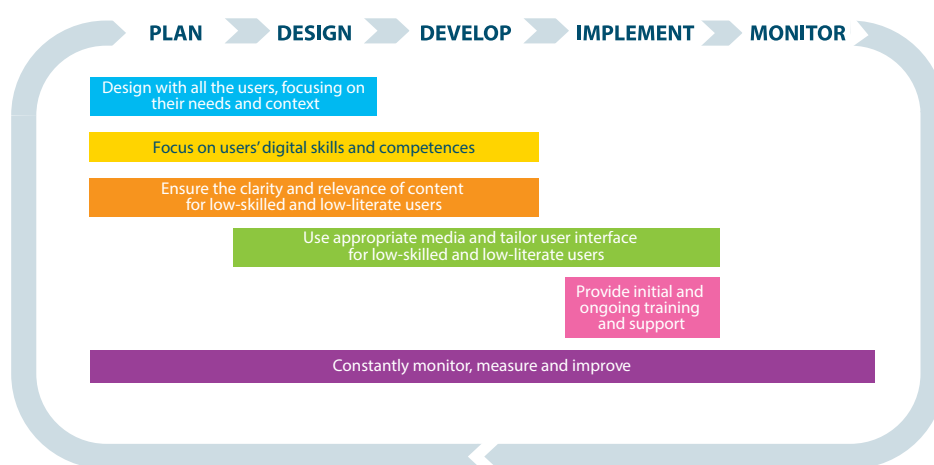 PLAN DESIGN DEVELOP IMPLEMENT MONITOR
Design with all the users, focusing on
their needs and context
Focus on users' digital skills and competences
Ensure the clarity and relevance of content
for low-skilled and low-literate users
Use appropriate media and tailor user interface
for low-skilled and low-literate users
Provide initial and
ongoing training
and support
Constantly monitor, measure and improve